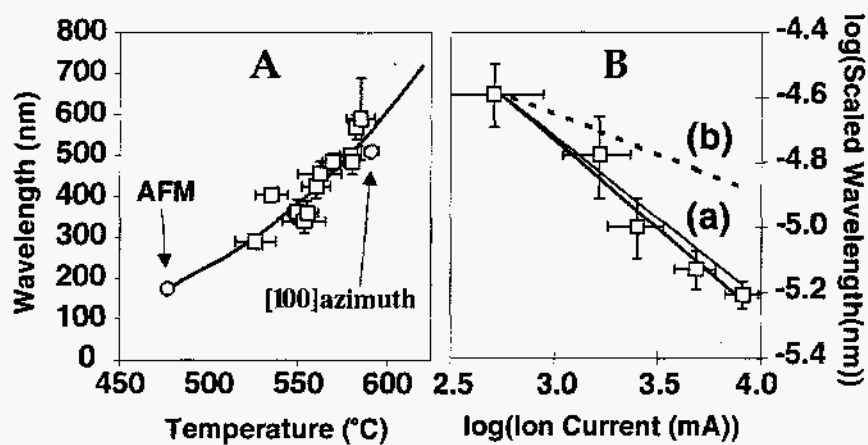 800
700
600
500
400
300
200
100
0
Wavelength (nm)
A
AFM
[100]azimuth
450
500
550
600
Temperature (°C)
B
(b)
(a)
2.5
3.0
3.5
4.0
log(Ion Current (mA))
-4.4
-4.6
-4.8
-5.0
-5.2
-5.4
log(Scaled Wavelength(nm))